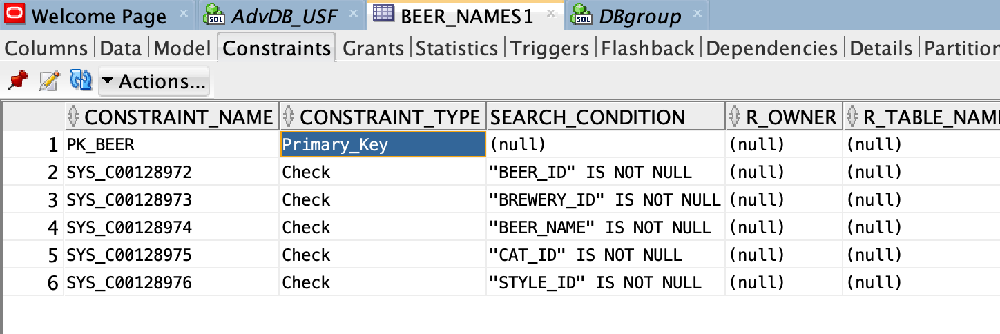 Welcome Page AdvDB_USF BEER_NAMES1 DBgroup
Columns Data Model Constraints Grants Statistics Triggers Flashback Dependencies Details Partition
Actions...
CONSTRAINT_NAME CONSTRAINT_TYPE SEARCH_CONDITION R_OWNER R_TABLE_NAM
1 PK_BEER Primary_Key (null) (null) (null)
2 SYS_C00128972 Check "BEER_ID" IS NOT NULL (null) (null)
3 SYS_C00128973 Check "BREWERY_ID" IS NOT NULL (null) (null)
4 SYS_C00128974 Check "BEER_NAME" IS NOT NULL (null) (null)
5 SYS_C00128975 Check "CAT_ID" IS NOT NULL (null) (null)
6 SYS_C00128976 Check "STYLE_ID" IS NOT NULL (null) (null)